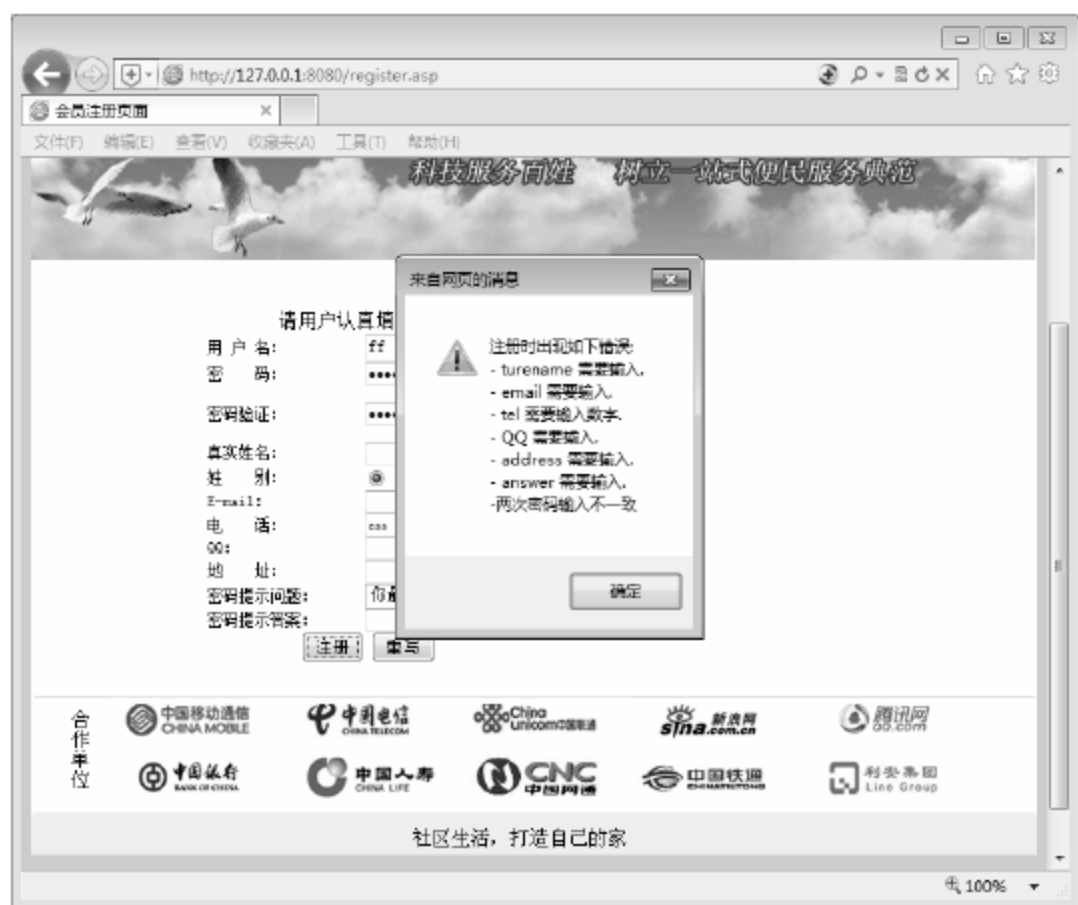 http://127.0.0.1:8080/register.asp
会员注册页面
文件(F) 编辑(E) 查看(V) 收藏夹(A) 工具(T) 帮助(H)
科技服务百姓 树立一站式便民服务典范
请用户认真填
用 户 名: ff
密 码:
密码验证:
真实姓名:
姓 别:
E-mail:
电 话: sss
QQ:
地 址:
密码提示问题: 你
密码提示答案:
注册 重写
来自网页的消息
注册时出现如下错误:
- turename 需要输入.
- email 需要输入.
- tel 需要输入数字.
- QQ 需要输入.
- address 需要输入.
- answer 需要输入.
-两次密码输入不一致
确定
合作单位
中国移动通信 中国电信 China
CHINA MOBILE CHINA TELECOM Unicom中国联通 sina 新浪网 .com.cn 腾讯网 QQ.com
中国银行 中国人寿 CNC 中国铁通 利安集团
BANK OF CHINA CHINA LIFE 中国网通 CHINATIETONG Line Group
社区生活，打造自己的家
100%